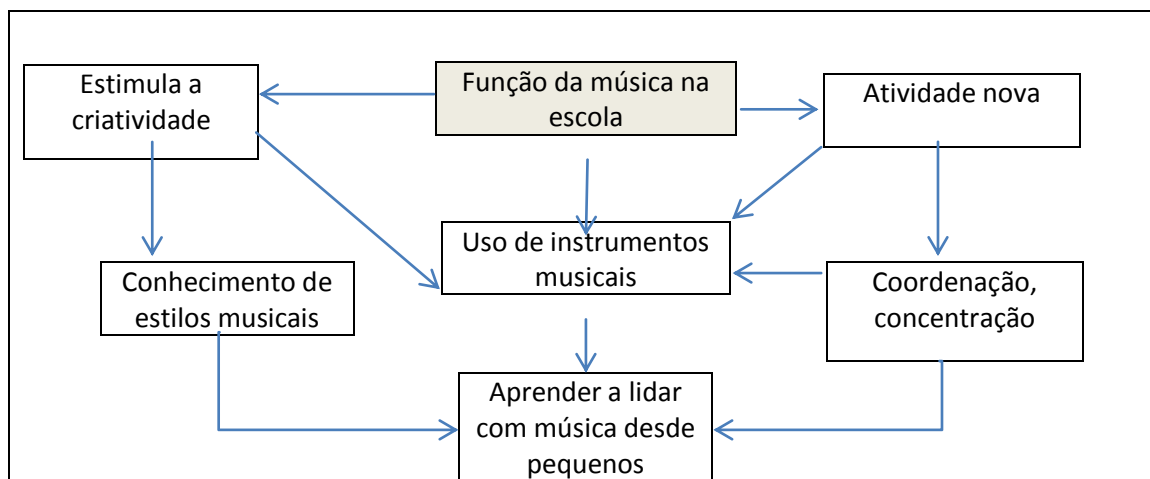 Estimula a
criatividade
Função da música na
escola
Atividade nova
Uso de instrumentos
musicais
Conhecimento de
estilos musicais
Coordenação,
concentração
Aprender a lidar
com música desde
pequenos